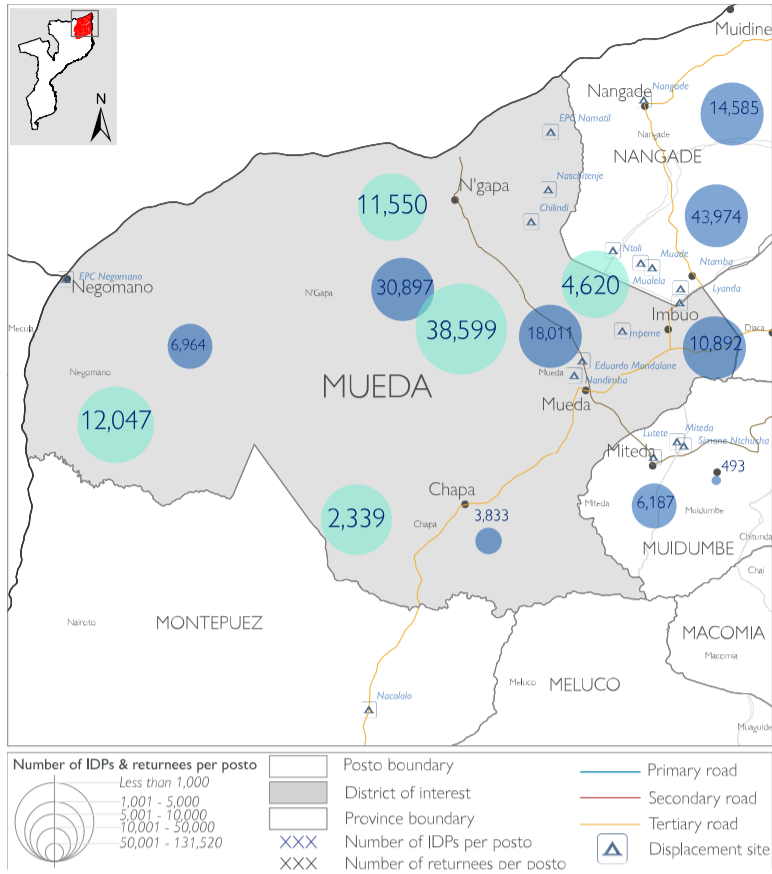 N
Muidine
Nangade
Nangade
14,585
EPC Namatil
Nangade
NANGADE
Naschitenje
N'gapa
11,550
Chilindi
43,974
Ntoli
Muade
Ntamba
EPC Negomano
Negomano
Mualela
4,620
Lyanda
30,897
N'Gapa
38,599
18,011
Imbuo
Mecula
Mpeme
Diaca
6,964
10,892
Negomano
MUEDA
Mueda
Eduardo Mondalane
Nandimba
Mueda
12,047
Lutete
Miteda
Simone Ntchucha
Miteda
493
Chapa
2,339
Chapa
3,833
Miteda
6,187
Muidumbe
Chitunda
MUIDUMBE
Chai
Nairoto
MONTEPUEZ
MACOMIA
Macomia
Meluco
MELUCO
Nacololo
Muaguide
Number of IDPs & returnees per posto
Less than 1,000
1,001 - 5,000
5,001 - 10,000
10,001 - 50,000
50,001 - 131,520
Posto boundary
District of interest
Province boundary
XXX Number of IDPs per posto
XXX Number of returnees per posto
Primary road
Secondary road
Tertiary road
Displacement site